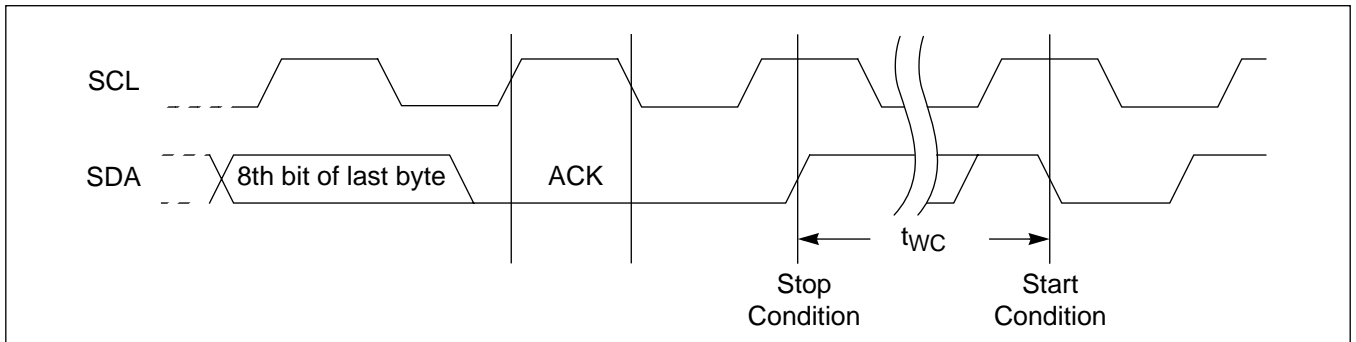 SCL
SDA
8th bit of last byte
ACK
tWC
Stop
Condition
Start
Condition